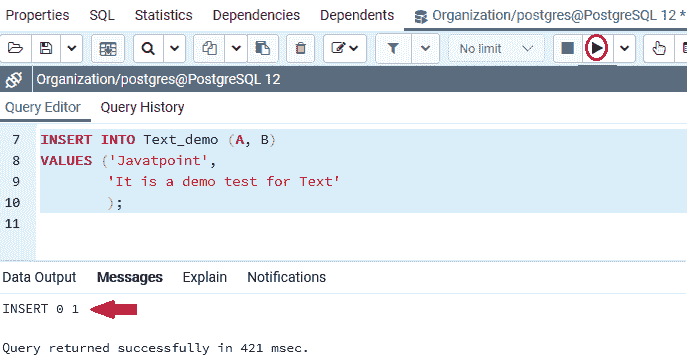 Properties SQL Statistics Dependencies Dependents Organization/postgres@PostgreSQL 12 *
No limit
Organization/postgres@PostgreSQL 12
Query Editor Query History
7 INSERT INTO Text_demo (A, B)
8 VALUES ('Javatpoint',
9 'It is a demo test for Text'
10 );
11
Data Output Messages Explain Notifications
INSERT 0 1
Query returned successfully in 421 msec.